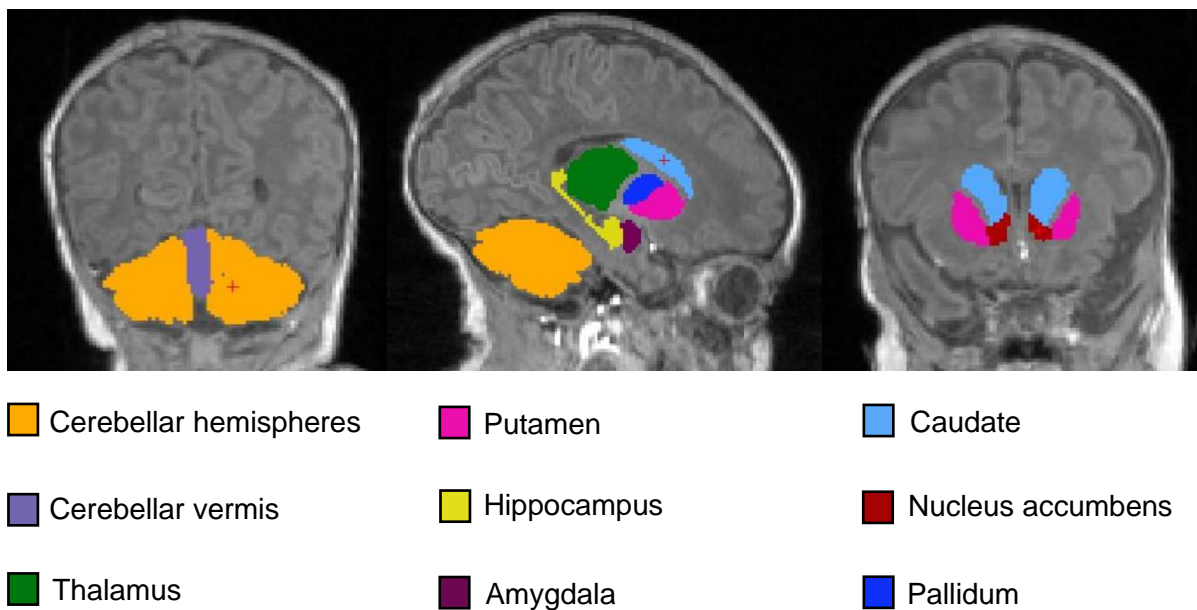 Cerebellar hemispheres
Putamen
Caudate
Cerebellar vermis
Hippocampus
Nucleus accumbens
Thalamus
Amygdala
Pallidum